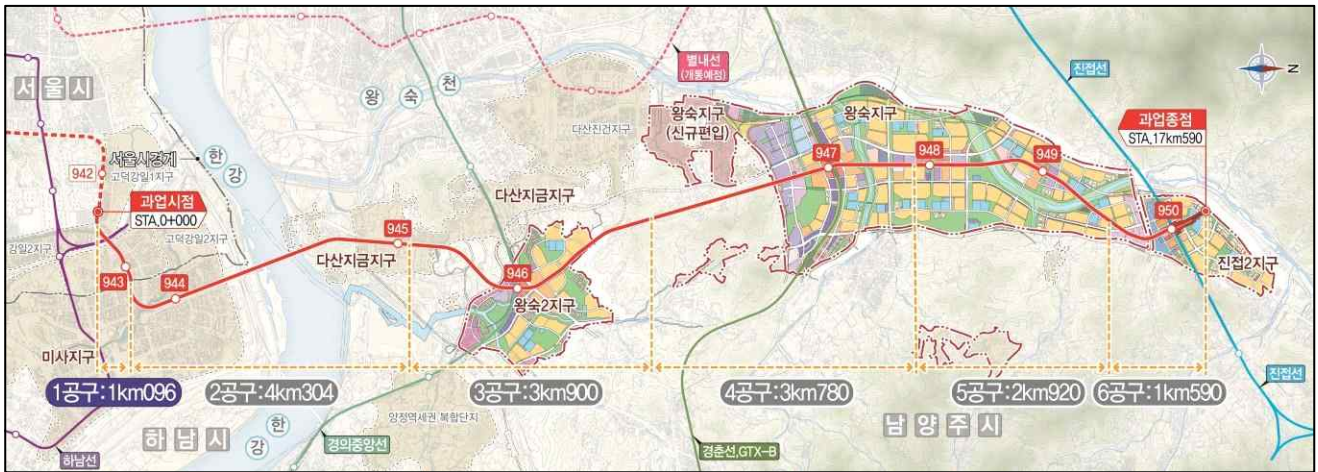 별내선
(개통예정)
진접선
N
서울시
왕숙천
다산진건지구
왕숙지구
(신규편입)
왕숙지구
과업종점
STA.17km590
942
서울시경계
한강
고덕강일1지구
947
948
949
과업시점
STA.0+000
다산지금지구
950
강일2지구
고덕강일2지구
945
943
944
다산지금지구
946
왕숙2지구
진접2지구
미사지구
1공구:1km096
2공구:4km304
3공구:3km900
4공구:3km780
5공구:2km920
6공구:1km590
진접선
양정역세권 복합단지
하남시
한강
남양주시
하남선
경의중앙선
경춘선,GTX-B